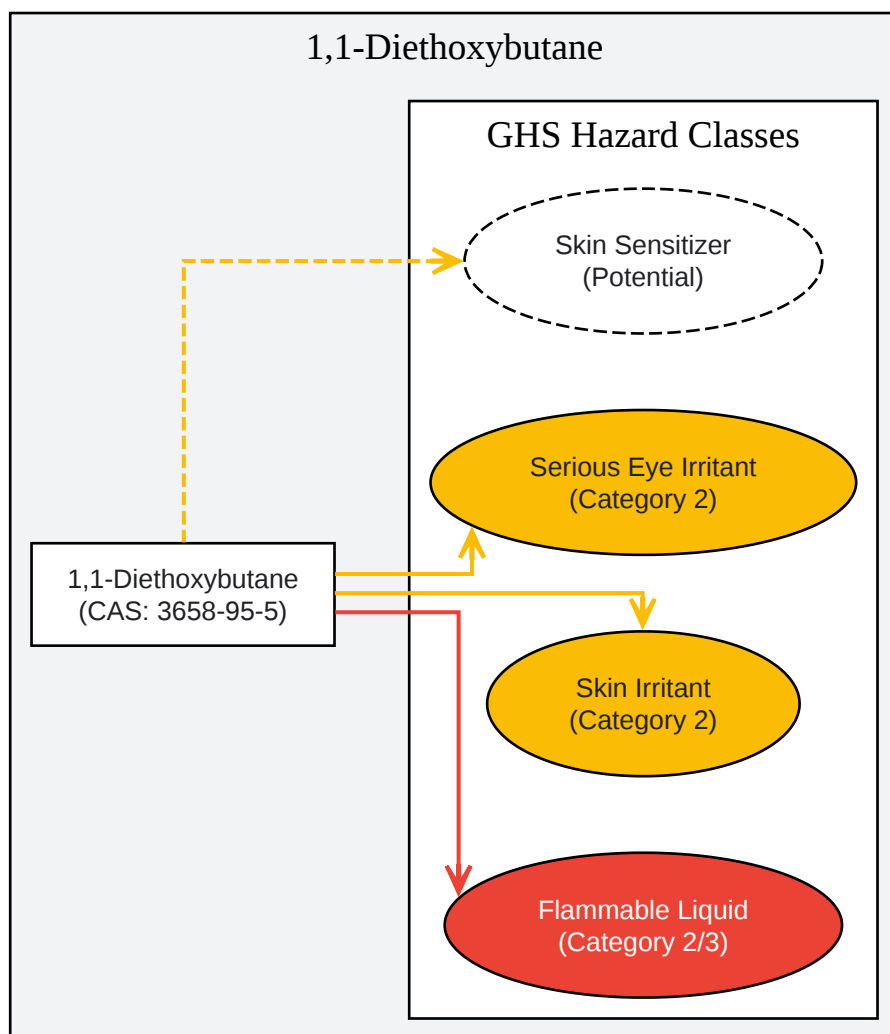 1,1-Diethoxybutane
GHS Hazard Classes
Skin Sensitizer
(Potential)
Serious Eye Irritant
(Category 2)
1,1-Diethoxybutane
(CAS: 3658-95-5)
Skin Irritant
(Category 2)
Flammable Liquid
(Category 2/3)